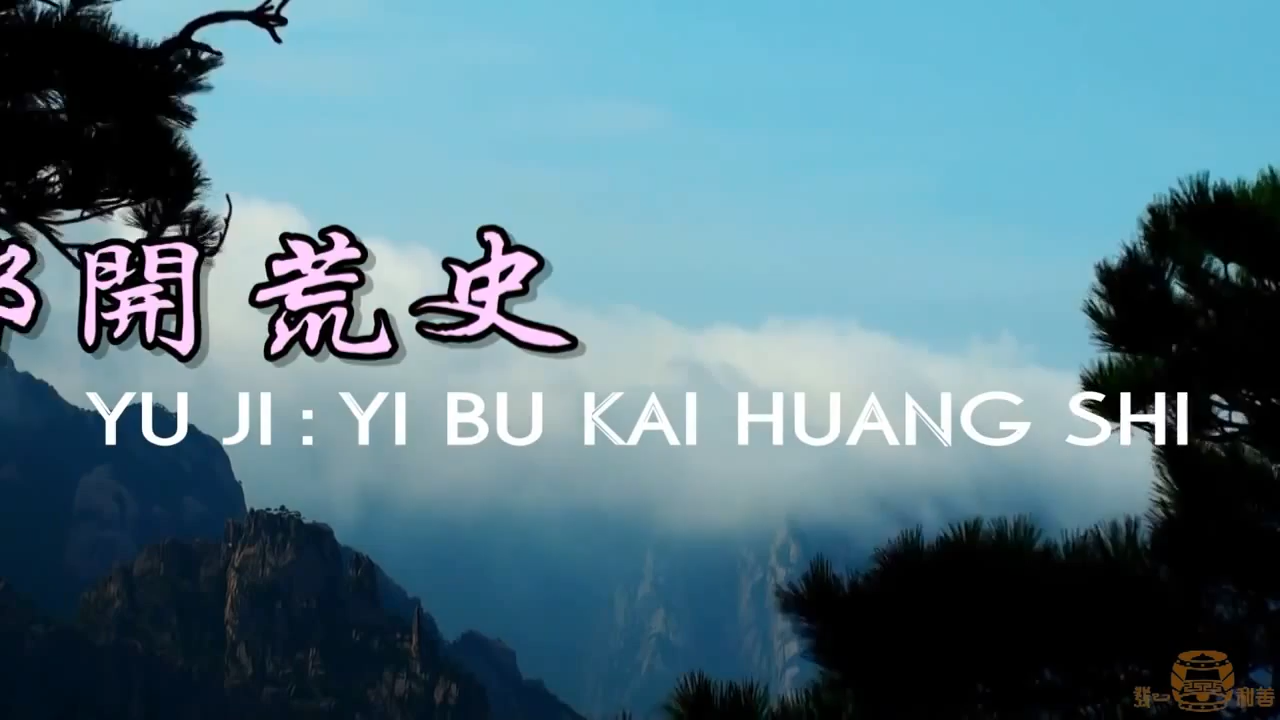 開荒史
YU JI : YI BU KAI HUANG SHI